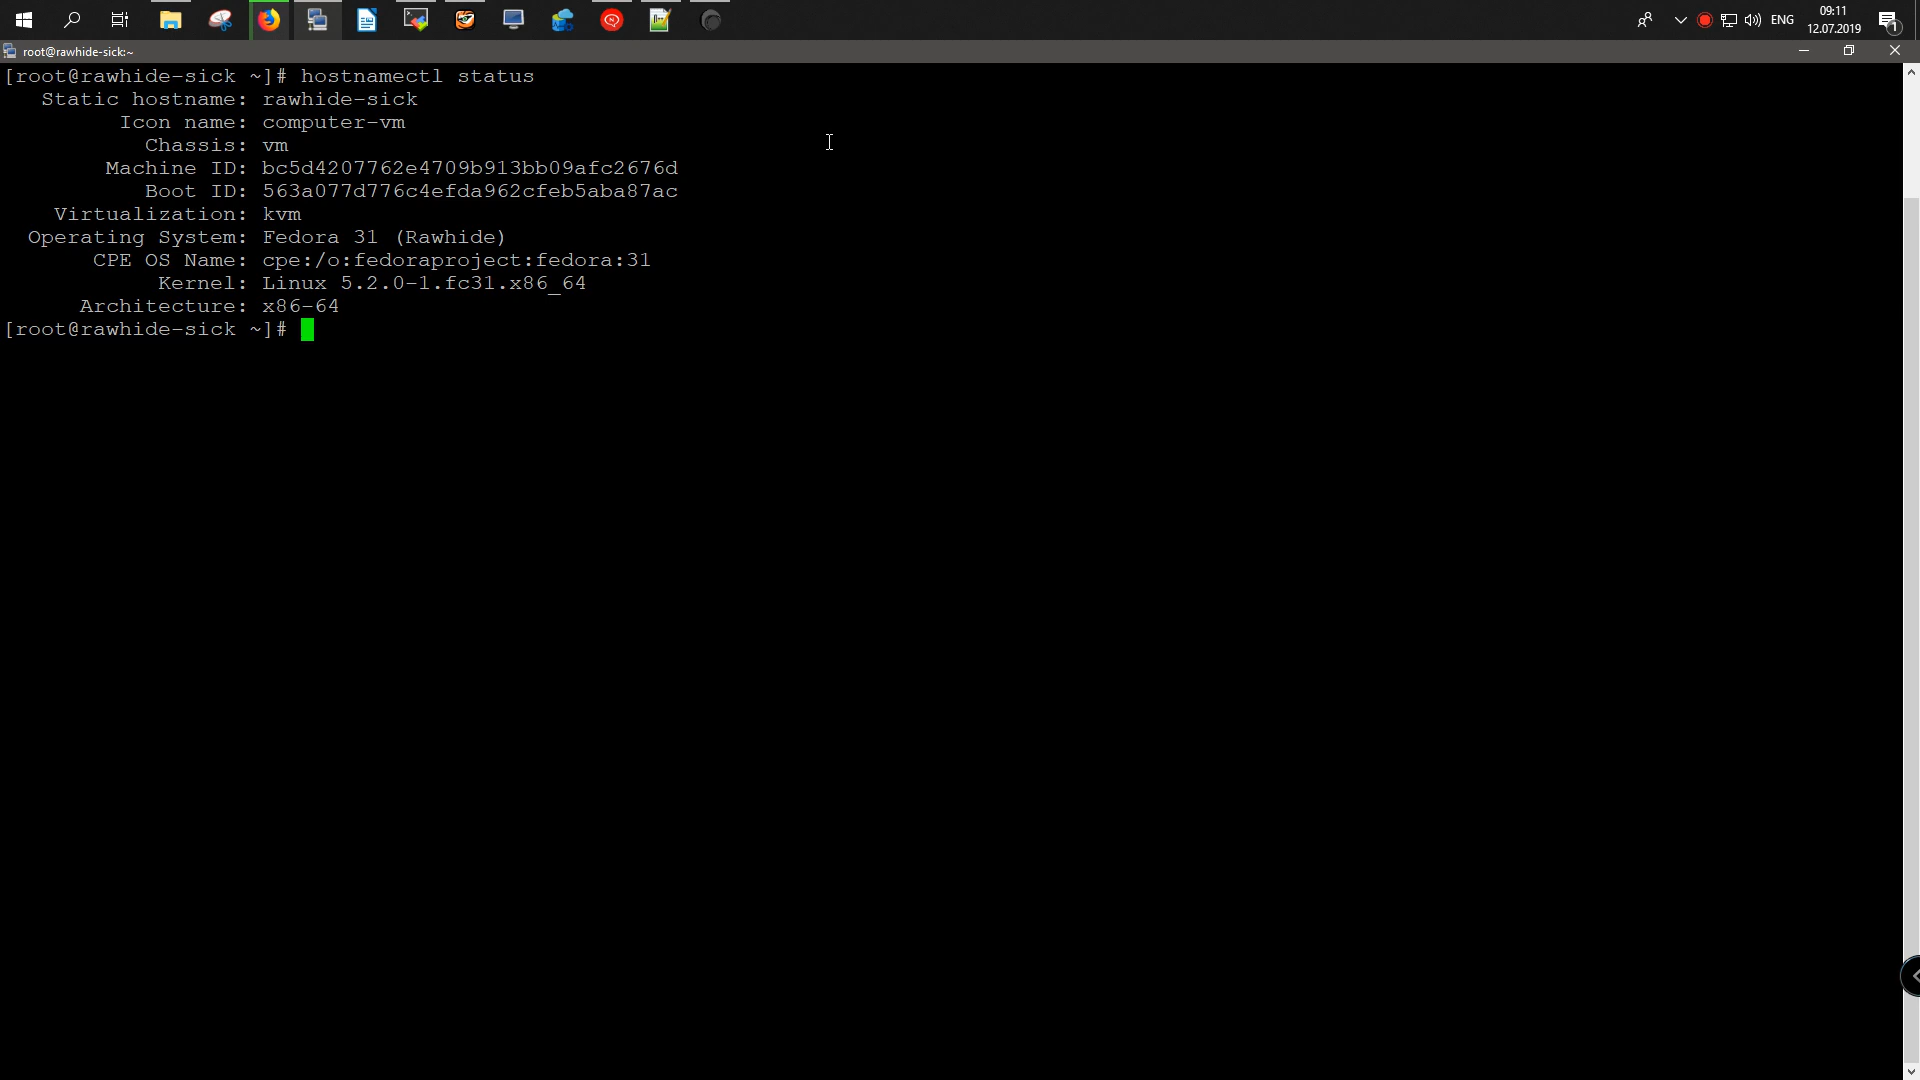 ENG
09:11
12.07.2019
1
root@rawhide-sick:~
[root@rawhide-sick ~]# hostnamectl status
Static hostname: rawhide-sick
Icon name: computer-vm
Chassis: vm
Machine ID: bc5d4207762e4709b913bb09afc2676d
Boot ID: 563a077d776c4efda962cfeb5aba87ac
Virtualization: kvm
Operating System: Fedora 31 (Rawhide)
CPE OS Name: cpe:/o:fedoraproject:fedora:31
Kernel: Linux 5.2.0-1.fc31.x86_64
Architecture: x86-64
[root@rawhide-sick ~]#